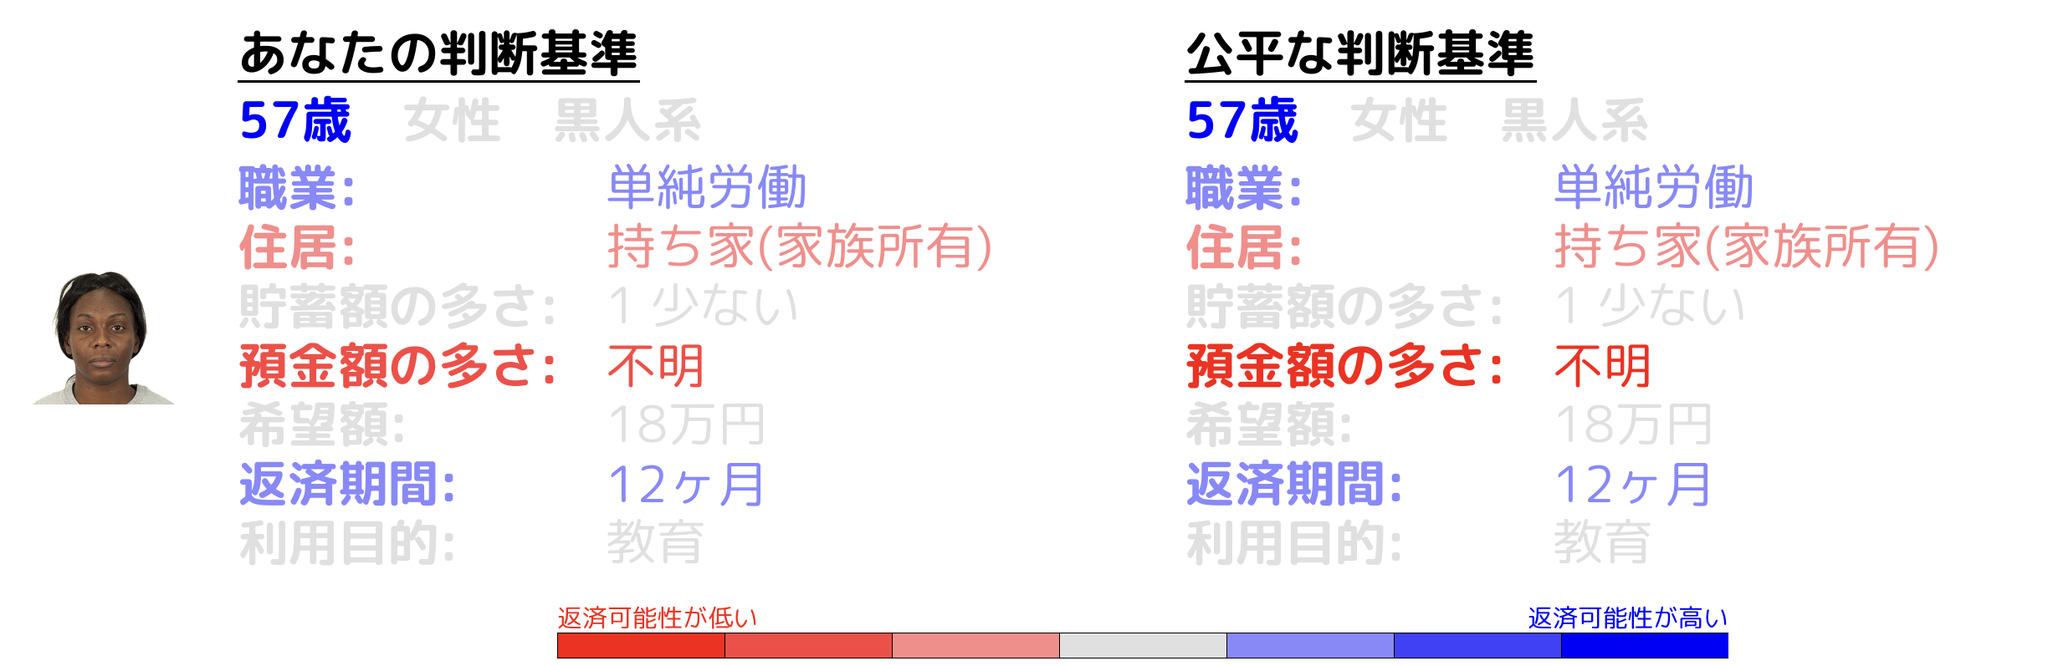 あなたの判断基準
57歳 女性 黒人系
職業: 単純労働
住居: 持ち家(家族所有)
貯蓄額の多さ: 1 少ない
預金額の多さ: 不明
希望額: 18万円
返済期間: 12ヶ月
利用目的: 教育
公平な判断基準
57歳 女性 黒人系
職業: 単純労働
住居: 持ち家(家族所有)
貯蓄額の多さ: 1 少ない
預金額の多さ: 不明
希望額: 18万円
返済期間: 12ヶ月
利用目的: 教育
返済可能性が低い
返済可能性が高い